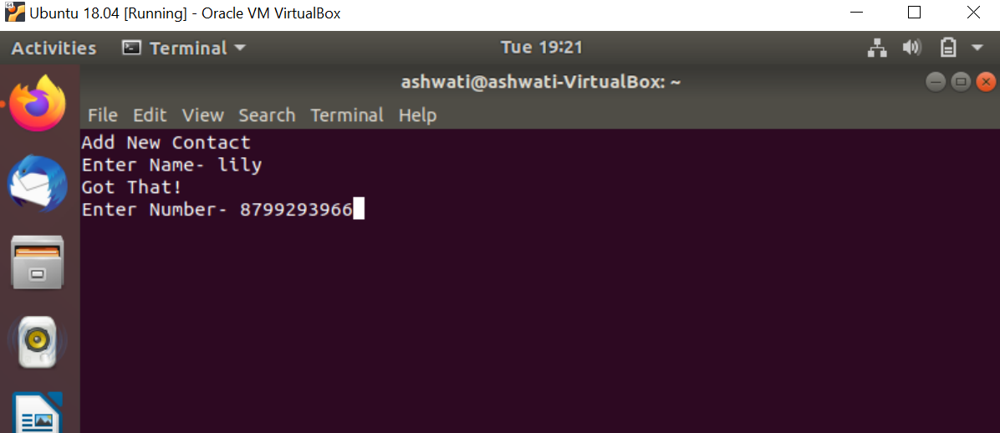 Ubuntu 18.04 [Running] - Oracle VM VirtualBox
Activities Terminal Tue 19:21
ashwati@ashwati-VirtualBox: ~
File Edit View Search Terminal Help
Add New Contact
Enter Name- lily
Got That!
Enter Number- 8799293966